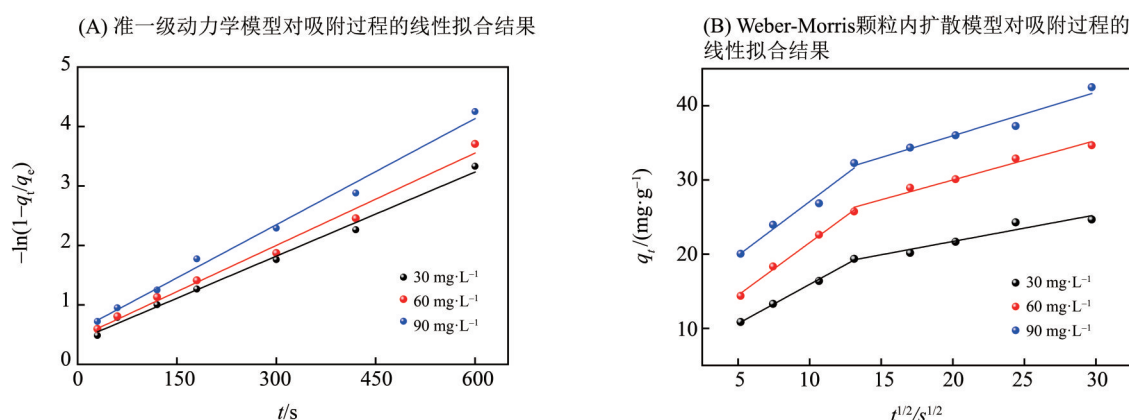 (A) 准一级动力学模型对吸附过程的线性拟合结果
5
4
3
2
1
0
−ln(1−qt/qe)
0
150
300
450
600
t/s
30 mg·L⁻¹
60 mg·L⁻¹
90 mg·L⁻¹
(B) Weber-Morris颗粒内扩散模型对吸附过程的
线性拟合结果
40
30
20
10
qt/(mg·g⁻¹)
5
10
15
20
25
30
t1/2/s1/2
30 mg·L⁻¹
60 mg·L⁻¹
90 mg·L⁻¹